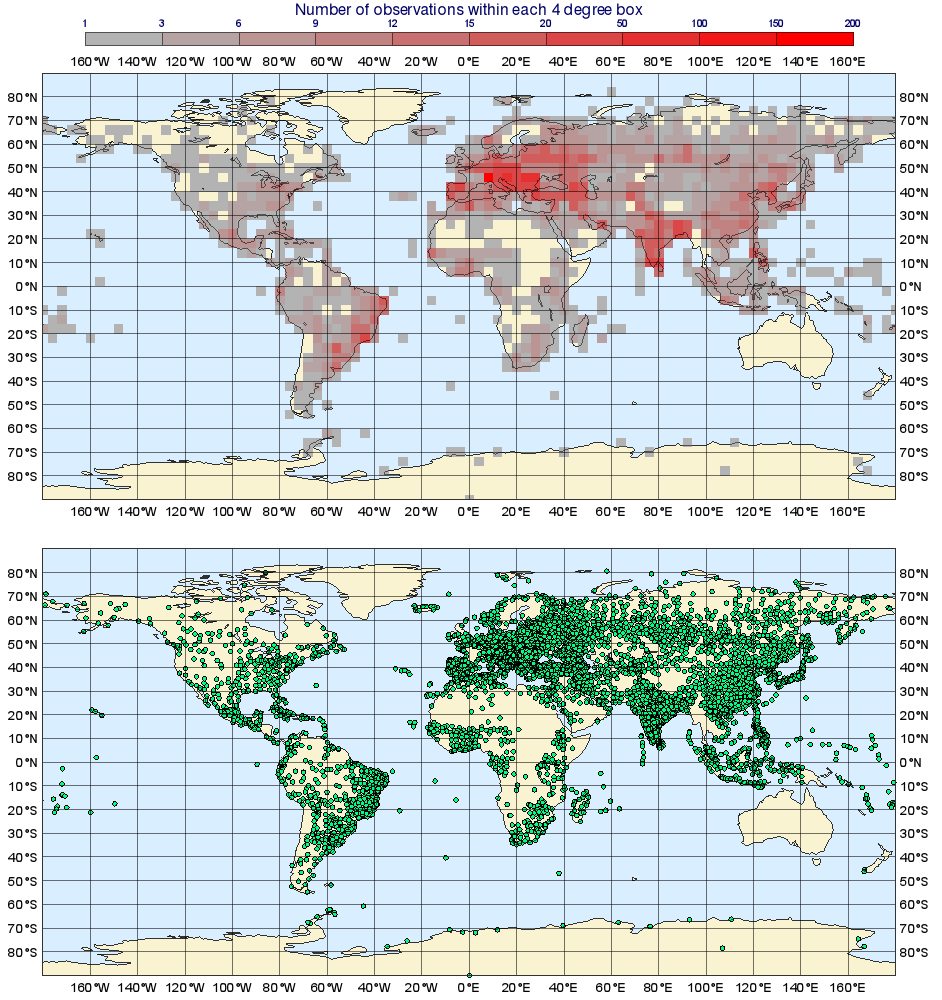 Number of observations within each 4 degree box
1 3 6 9 12 15 20 50 100 150 200
160°W 140°W 120°W 100°W 80°W 60°W 40°W 20°W 0°E 20°E 40°E 60°E 80°E 100°E 120°E 140°E 160°E
80°N 80°N
70°N 70°N
60°N 60°N
50°N 50°N
40°N 40°N
30°N 30°N
20°N 20°N
10°N 10°N
0°N 0°N
10°S 10°S
20°S 20°S
30°S 30°S
40°S 40°S
50°S 50°S
60°S 60°S
70°S 70°S
80°S 80°S
160°W 140°W 120°W 100°W 80°W 60°W 40°W 20°W 0°E 20°E 40°E 60°E 80°E 100°E 120°E 140°E 160°E
80°N 80°N
70°N 70°N
60°N 60°N
50°N 50°N
40°N 40°N
30°N 30°N
20°N 20°N
10°N 10°N
0°N 0°N
10°S 10°S
20°S 20°S
30°S 30°S
40°S 40°S
50°S 50°S
60°S 60°S
70°S 70°S
80°S 80°S
160°W 140°W 120°W 100°W 80°W 60°W 40°W 20°W 0°E 20°E 40°E 60°E 80°E 100°E 120°E 140°E 160°E